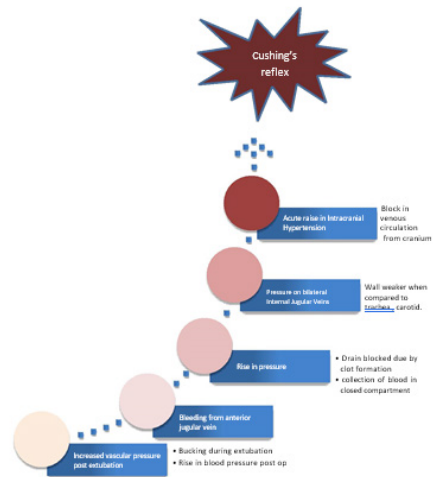 Cushing's
reflex
Acute raise in Intracranial
Hypertension
Block in
venous
circulation
from cranium
Pressure on bilateral
Internal Jugular Veins
Wall weaker when
compared to
trachea,, carotid.
Rise in pressure
• Drain blocked due by
clot formation
• collection of blood in
closed compartment
Bleeding from anterior
jugular vein
Increased vascular pressure
post extubation
• Bucking during extubation
• Rise in blood pressure post op